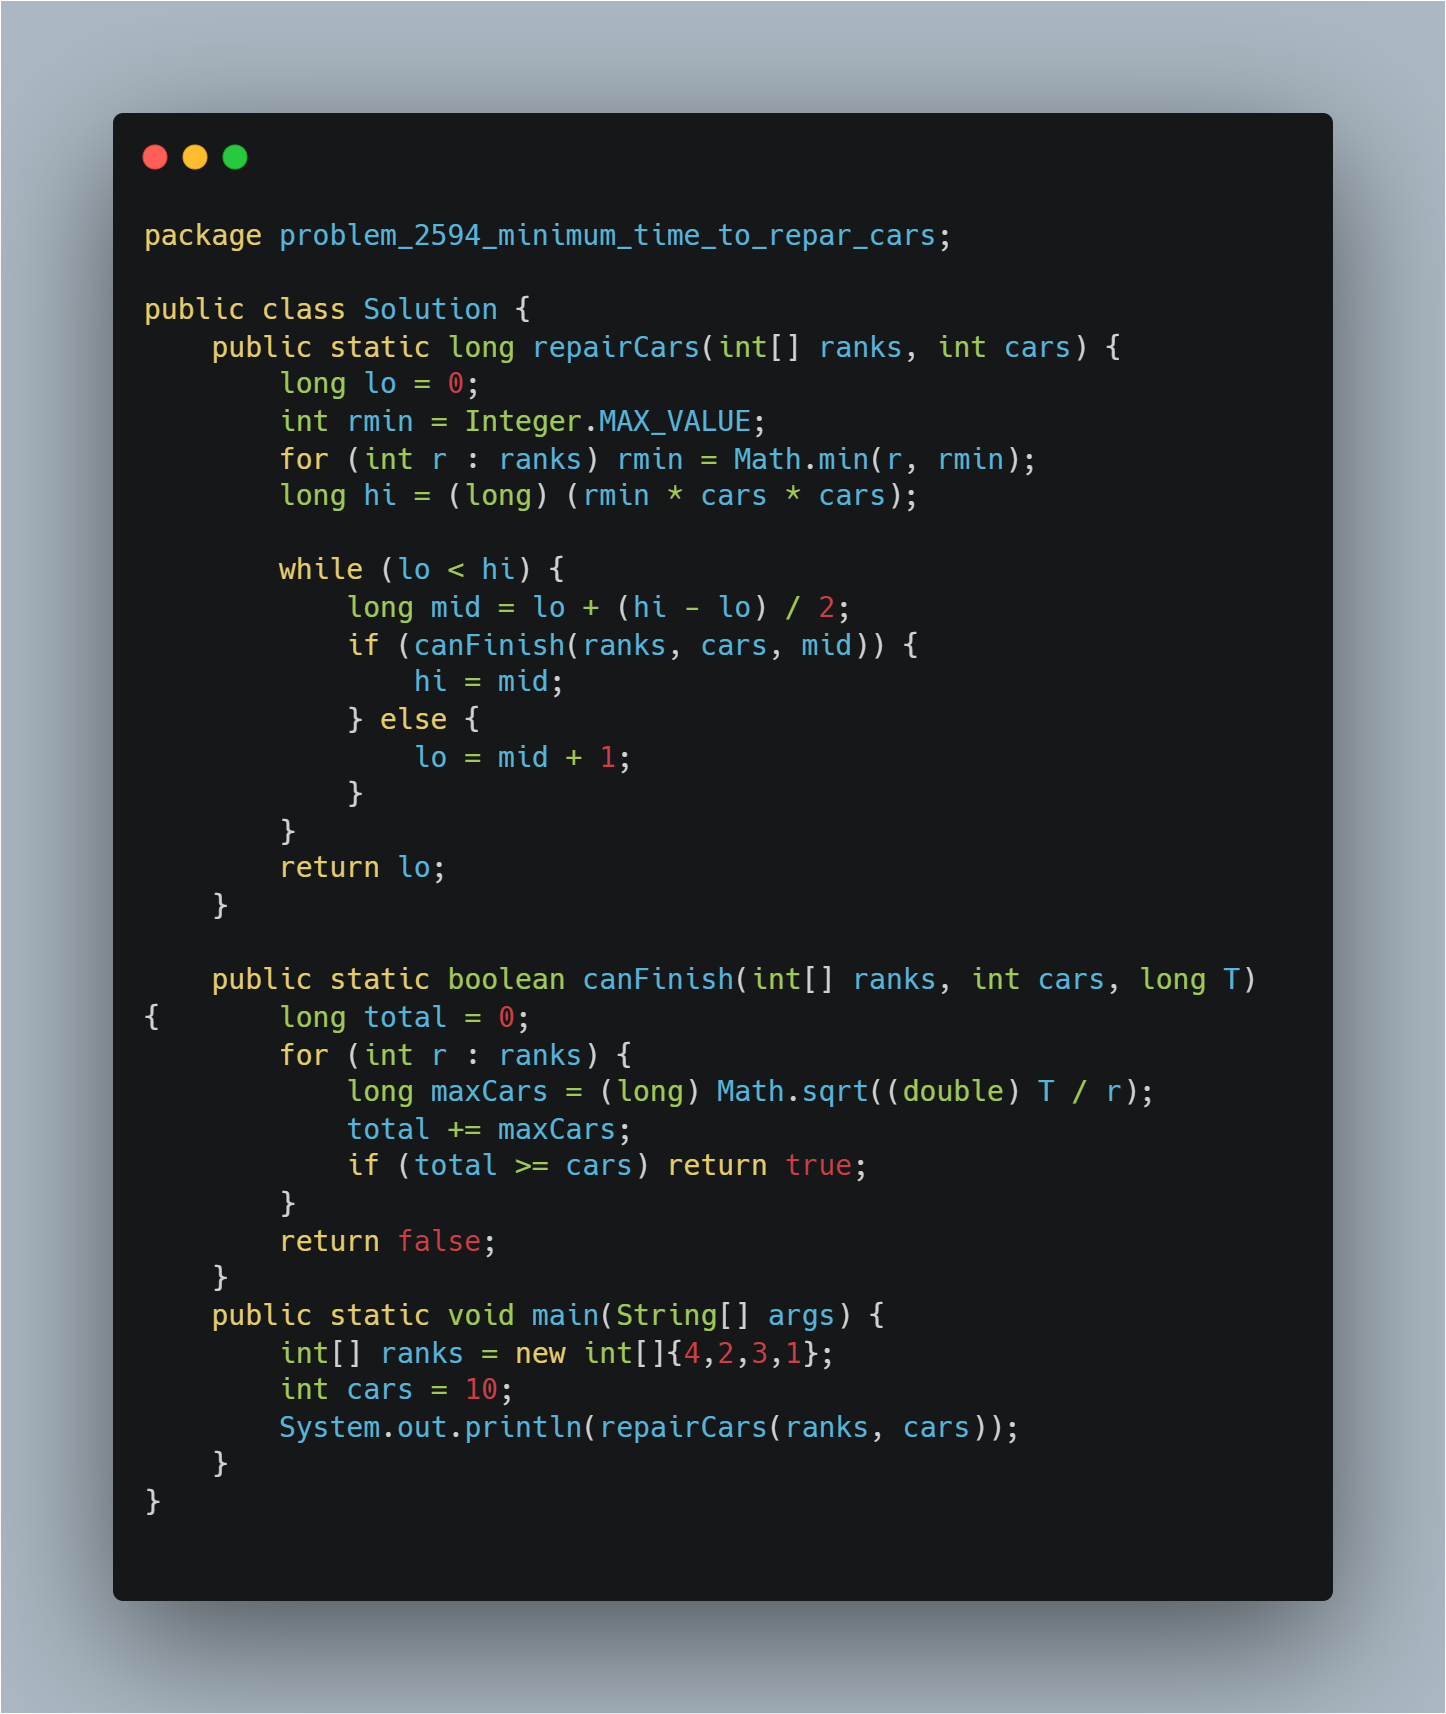 package problem_2594_minimum_time_to_repar_cars;

public class Solution {
    public static long repairCars(int[] ranks, int cars) {
        long lo = 0;
        int rmin = Integer.MAX_VALUE;
        for (int r : ranks) rmin = Math.min(r, rmin);
        long hi = (long) (rmin * cars * cars);

        while (lo < hi) {
            long mid = lo + (hi - lo) / 2;
            if (canFinish(ranks, cars, mid)) {
                hi = mid;
            } else {
                lo = mid + 1;
            }
        }
        return lo;
    }

    public static boolean canFinish(int[] ranks, int cars, long T)
{       long total = 0;
        for (int r : ranks) {
            long maxCars = (long) Math.sqrt((double) T / r);
            total += maxCars;
            if (total >= cars) return true;
        }
        return false;
    }
    public static void main(String[] args) {
        int[] ranks = new int[]{4,2,3,1};
        int cars = 10;
        System.out.println(repairCars(ranks, cars));
    }
}